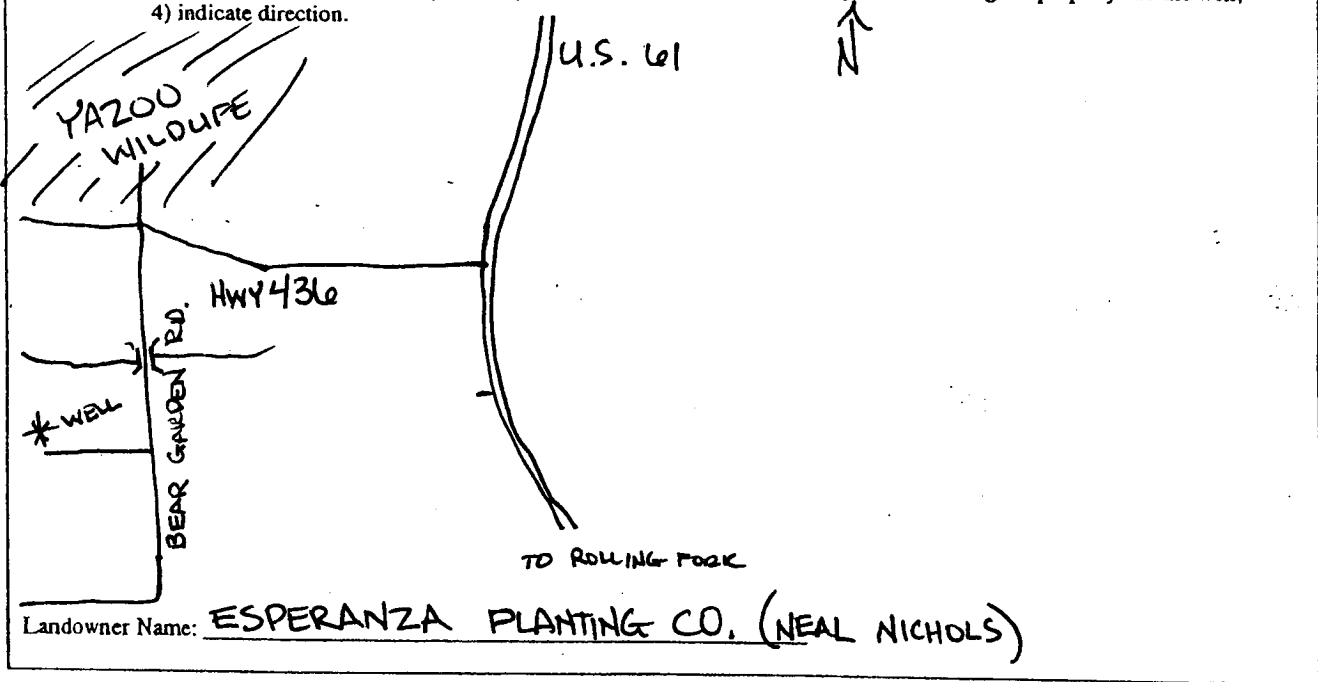 4) indicate direction.
U.S. 61
N
YAZOO
WILDLIFE
HWY 436
BEAR GARDEN RD.
WELL
TO ROLLING FORK
Landowner Name: ESPERANZA PLANTING CO. (NEAL NICHOLS)